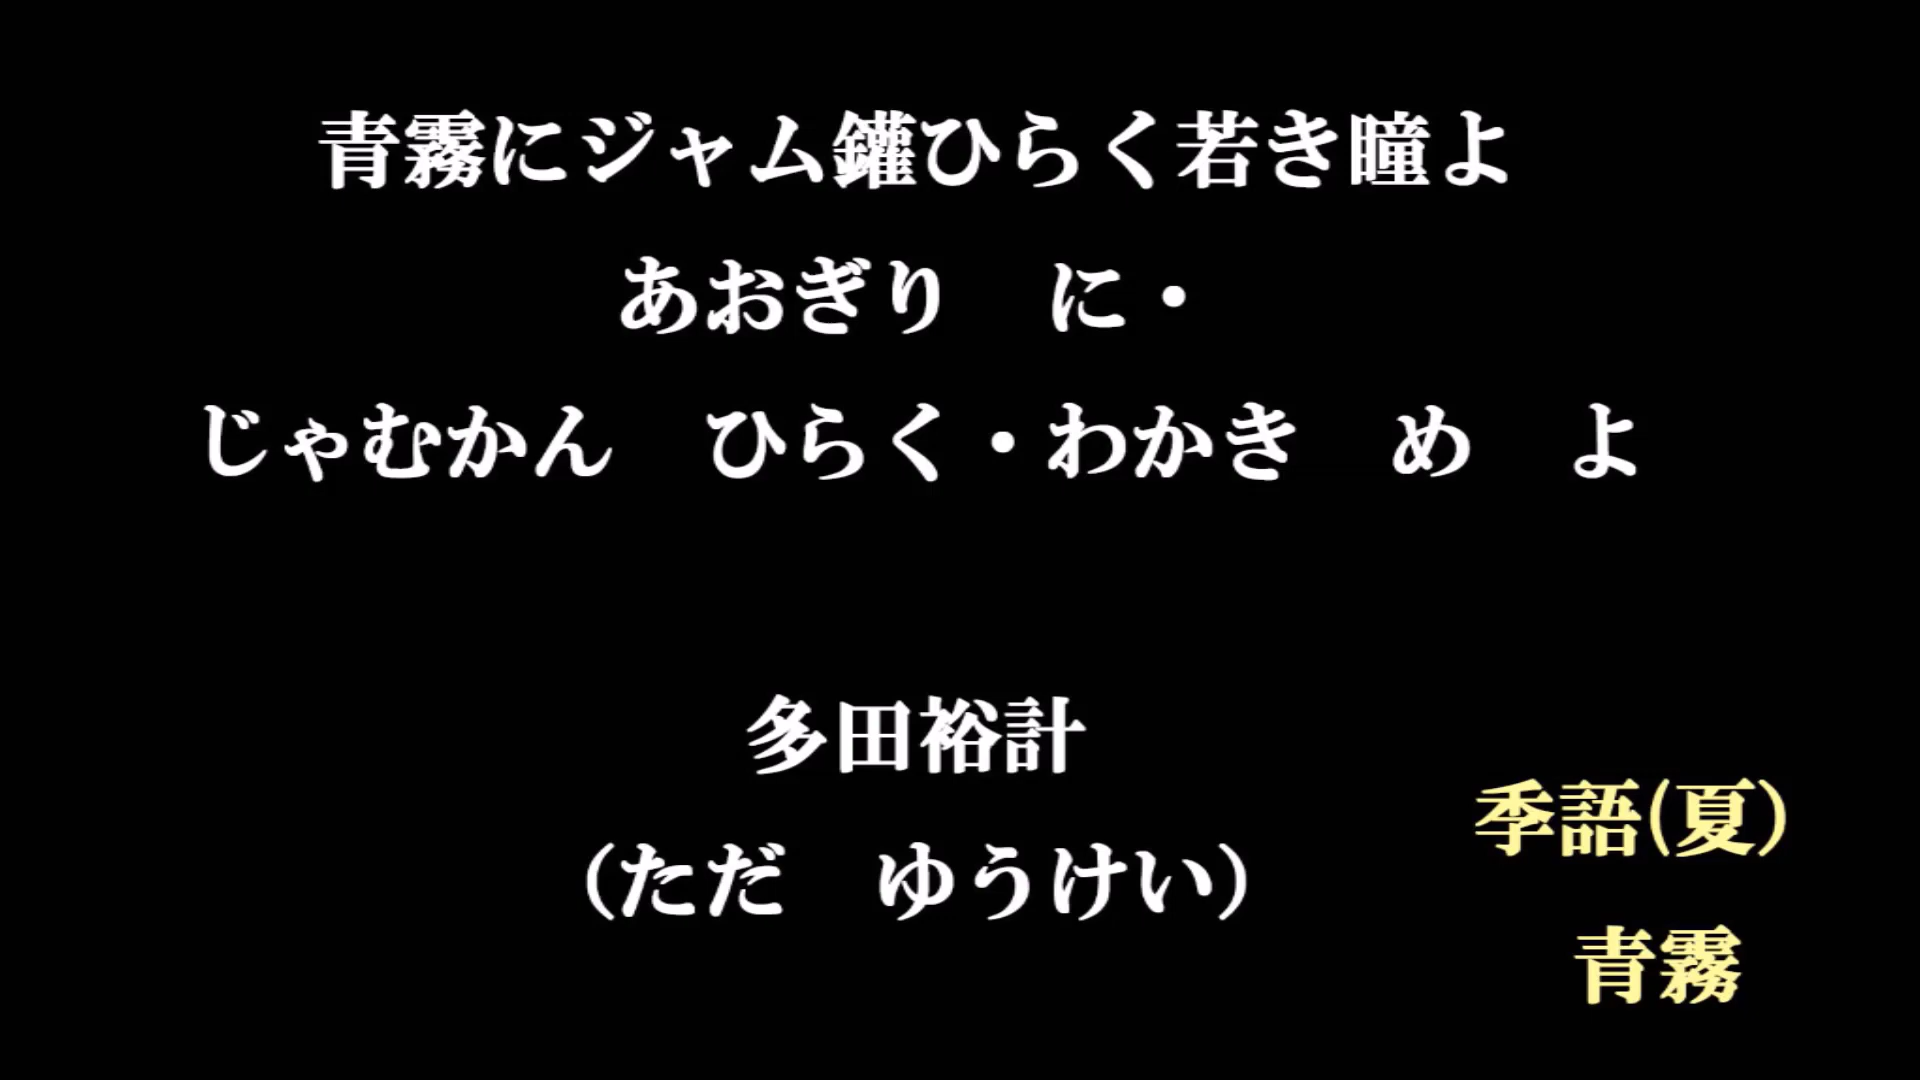 青霧にジャム鑵ひらく若き瞳よ
あおぎり　に・
じゃむかん　ひらく・わかき　め　よ
多田裕計
（ただ　ゆうけい）
季語(夏)
青霧